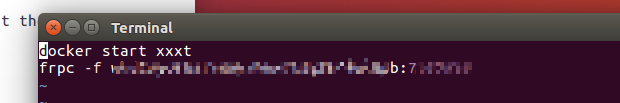 t th
Terminal
docker start xxxt
frpc -f
~